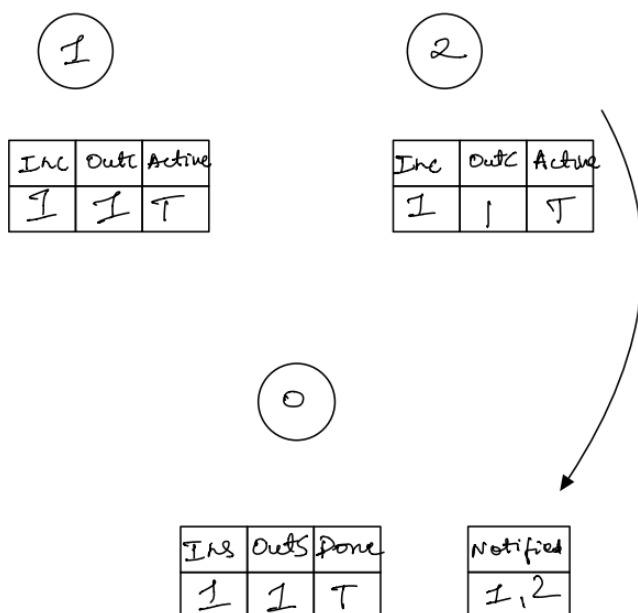 1
2
Inc Outc Active
1 1 T
Inc Outc Active
1 1 T
0
Ins Outs Done
1 1 T
Notified
1,2